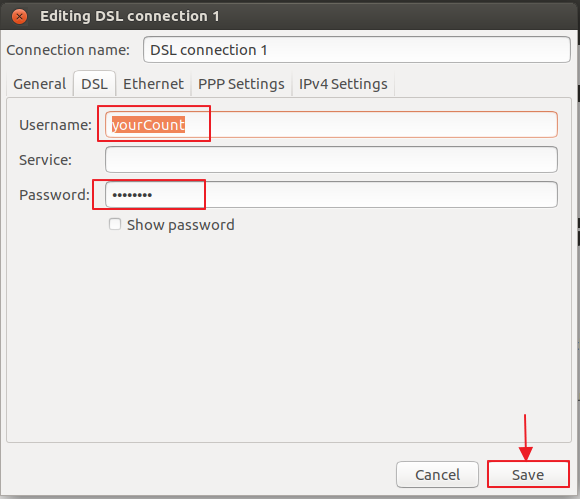 Editing DSL connection 1
Connection name: DSL connection 1
General DSL Ethernet PPP Settings IPv4 Settings
Username: yourCount
Service:
Password: ••••••••
Show password
Cancel Save